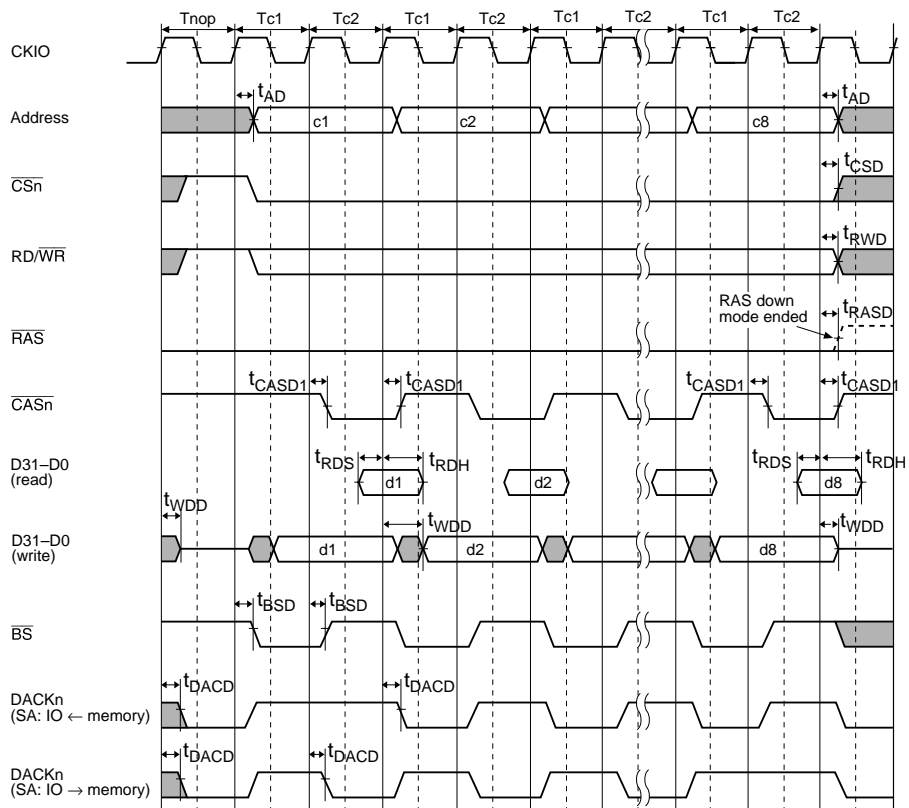 Tnop Tc1 Tc2 Tc1 Tc2 Tc1 Tc2 Tc1 Tc2
CKIO
tAD tAD
Address c1 c2 c8
tCSD
CSn
tRWD
RD/WR
RAS down
mode ended
tRASD
RAS
tCASD1 tCASD1 tCASD1 tCASD1
CASn
D31–D0
(read)
tRDS d1 tRDH d2 tRDS d8 tRDH
tWDD tWDD tWDD
D31–D0
(write)
d1 d2 d8
tBSD tBSD
BS
tDACD tDACD
DACKn
(SA: IO ← memory)
tDACD tDACD
DACKn
(SA: IO → memory)